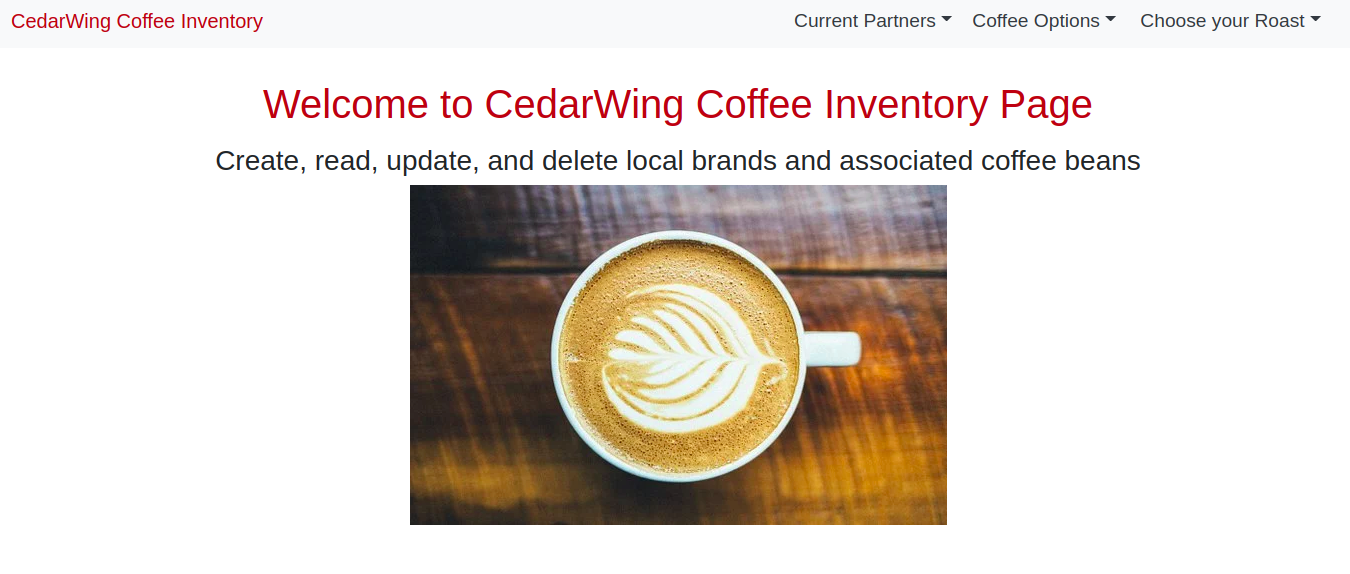 CedarWing Coffee Inventory
Current Partners Coffee Options Choose your Roast
Welcome to CedarWing Coffee Inventory Page
Create, read, update, and delete local brands and associated coffee beans